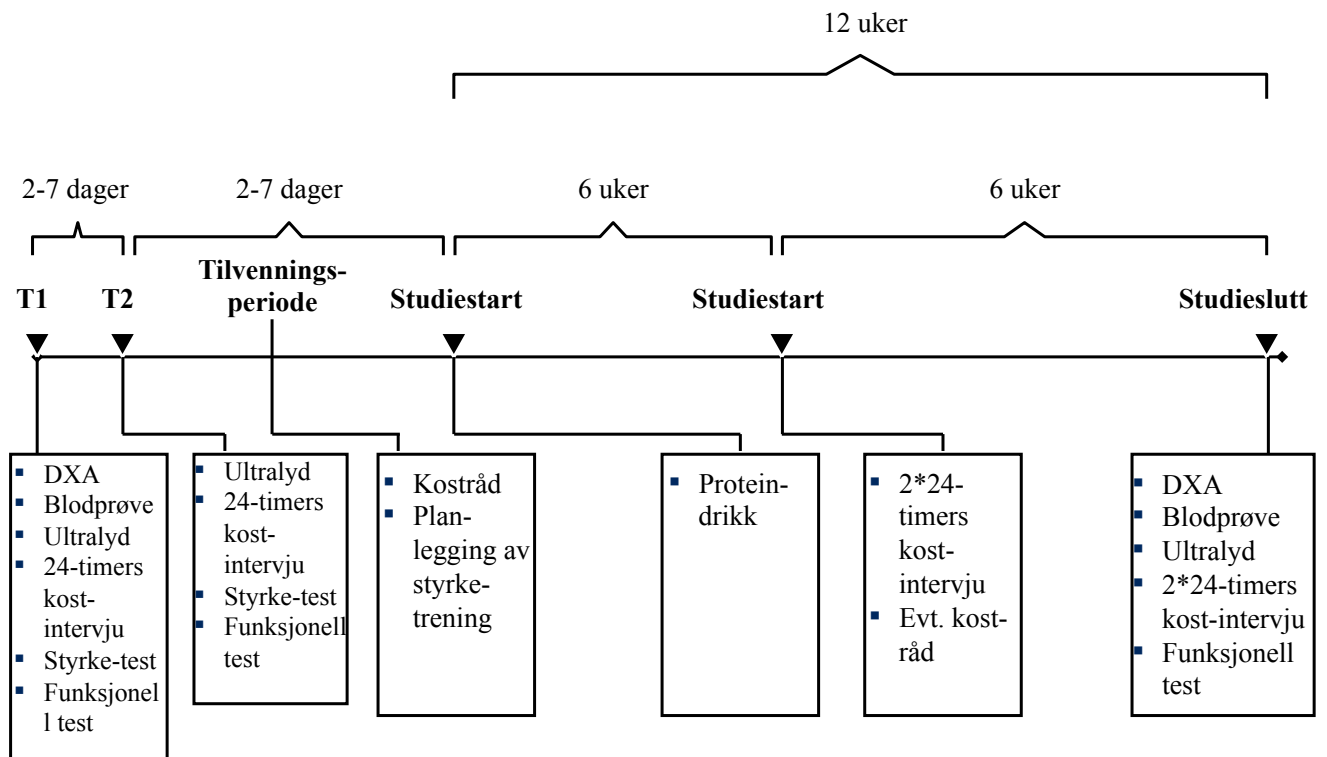 12 uker
2-7 dager
2-7 dager
6 uker
6 uker
T1
T2
Tilvennings-
periode
Studiestart
Studiestart
Studieslutt
▪ DXA
▪ Blodprøve
▪ Ultralyd
▪ 24-timers
kost-
intervju
▪ Styrke-test
▪ Funksjonel
l test
▪ Ultralyd
▪ 24-timers
kost-
intervju
▪ Styrke-test
▪ Funksjonell
test
▪ Kostråd
▪ Plan-
legging av
styrke-
trening
▪ Protein-
drikk
▪ 2*24-
timers
kost-
intervju
▪ Evt. kost-
råd
▪ DXA
▪ Blodprøve
▪ Ultralyd
▪ 2*24-timers
kost-intervju
▪ Funksjonell
test